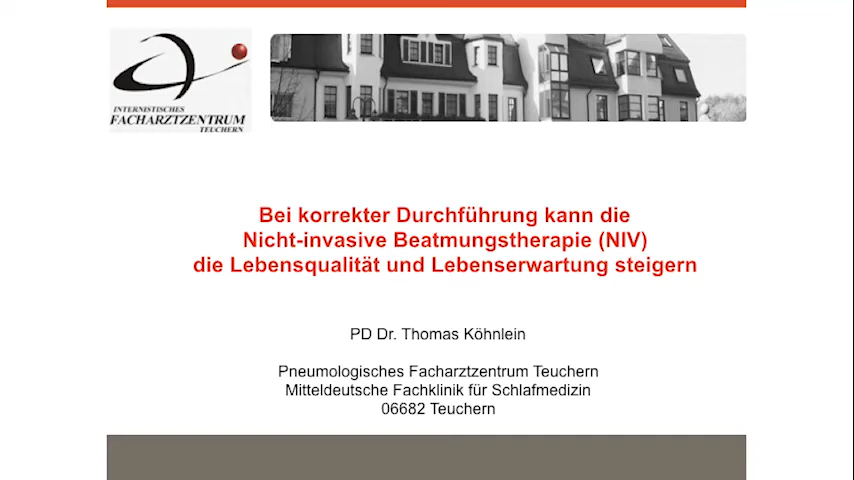 INTERNISTISCHES
FACHARZTZENTRUM
TEUCHERN
Bei korrekter Durchführung kann die
Nicht-invasive Beatmungstherapie (NIV)
die Lebensqualität und Lebenserwartung steigern
PD Dr. Thomas Köhnlein
Pneumologisches Facharztzentrum Teuchern
Mitteldeutsche Fachklinik für Schlafmedizin
06682 Teuchern